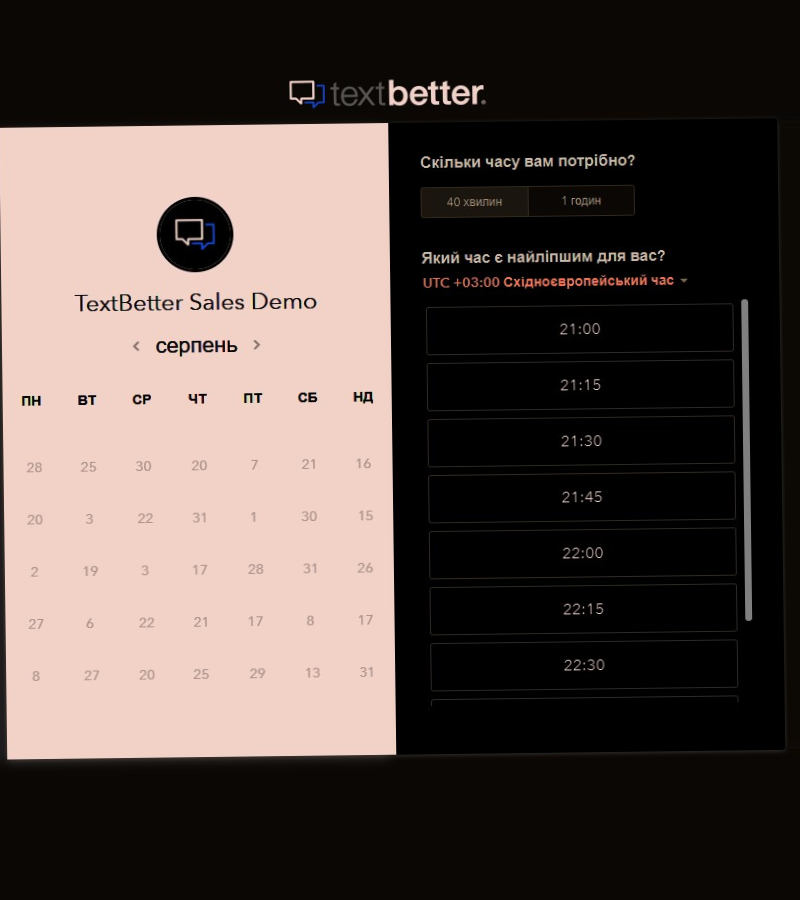 textbetter.
TextBetter Sales Demo
серпень
ПН ВТ СР ЧТ ПТ СБ НД
28 25 30 20 7 21 16
20 3 22 31 1 30 15
2 19 3 17 28 31 26
27 6 22 21 17 8 17
8 27 20 25 29 13 31
Скільки часу вам потрібно?
40 хвилин 1 годин
Який час є найліпшим для вас?
UTC +03:00 Східноєвропейський час
21:00
21:15
21:30
21:45
22:00
22:15
22:30